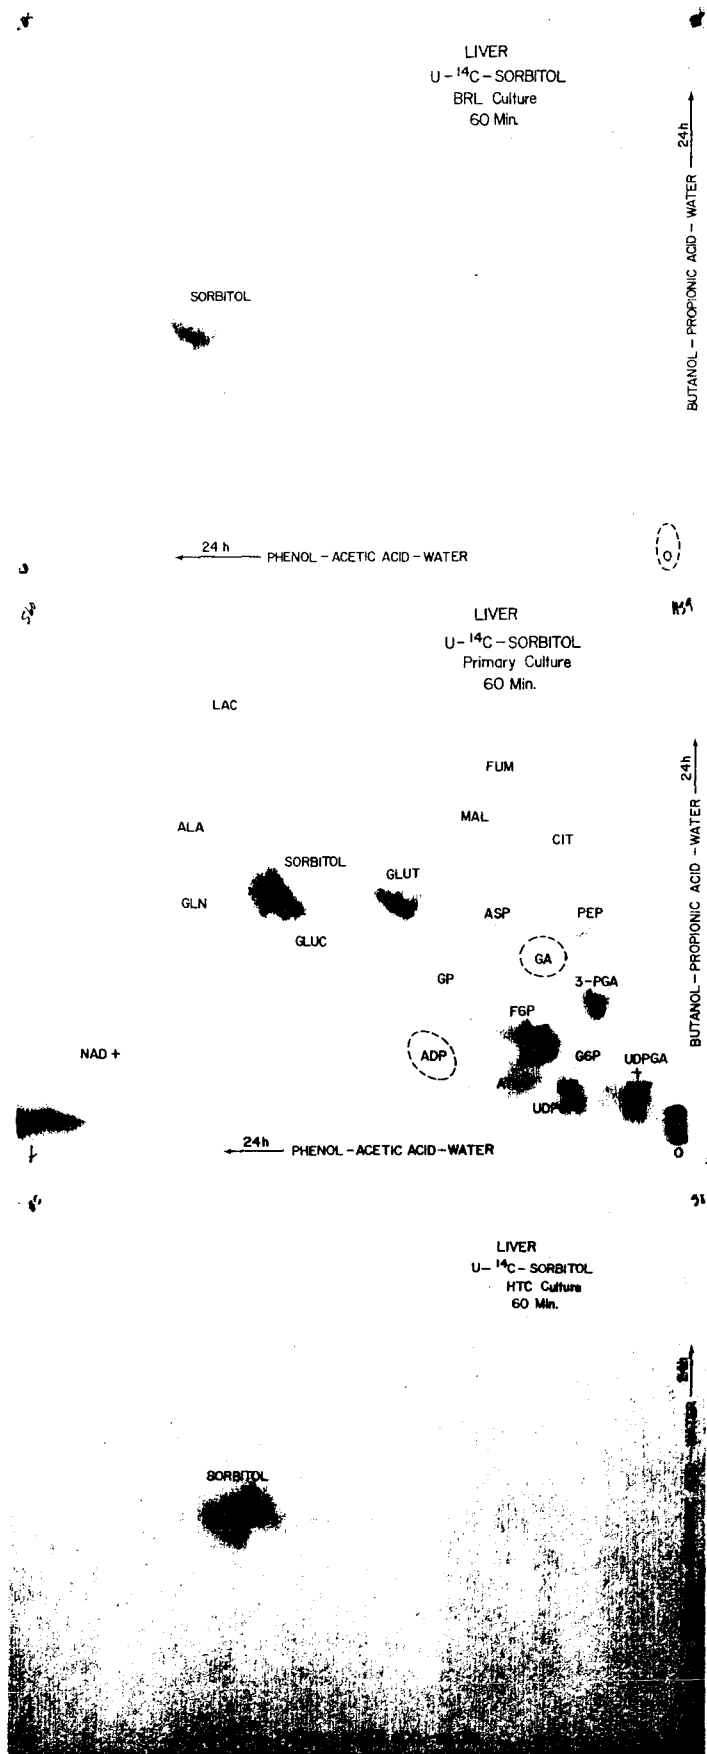 LIVER
U-¹⁴C-SORBITOL
BRL Culture
60 Min.
24h
BUTANOL-PROPIONIC ACID-WATER
SORBITOL
24 h
PHENOL-ACETIC ACID-WATER
O
LIVER
U-¹⁴C-SORBITOL
Primary Culture
60 Min.
LAC
24h
FUM
BUTANOL-PROPIONIC ACID-WATER
MAL
ALA
CIT
SORBITOL
GLUT
GLN
ASP
PEP
GLUC
GA
GP
3-PGA
F6P
NAD +
ADP
G6P
UDPGA
+
UDP
24h
PHENOL-ACETIC ACID-WATER
O
LIVER
U-¹⁴C-SORBITOL
HTC Culture
60 Min.
24h
WATER
SORBITOL